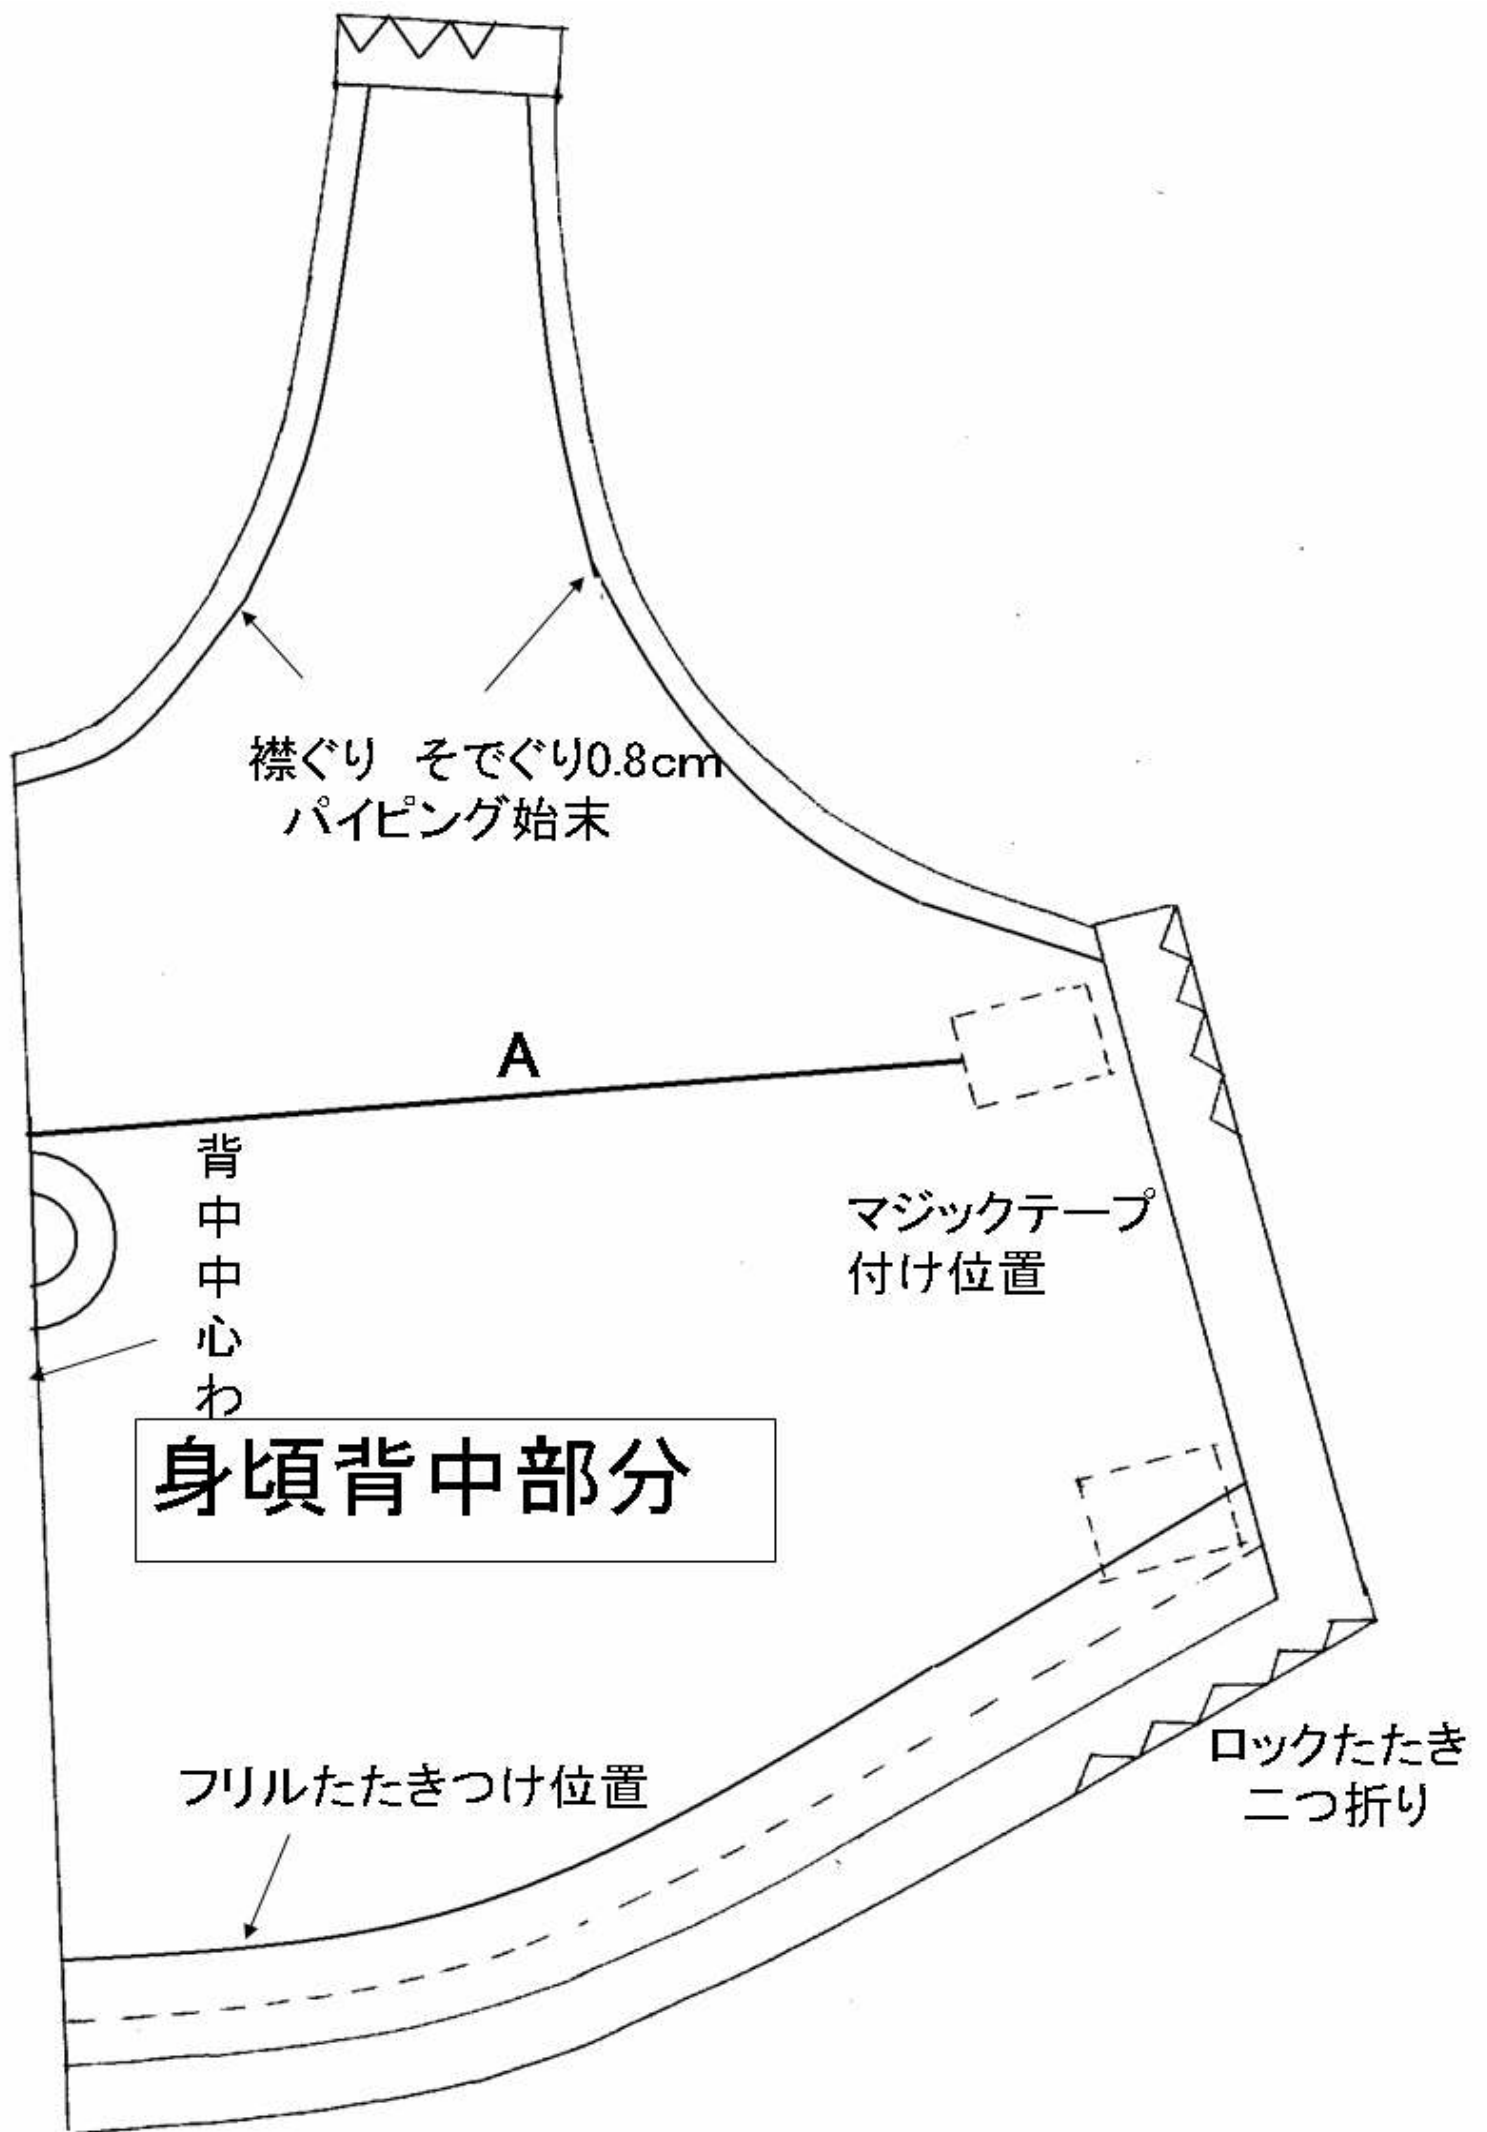 襟ぐり そでぐり0.8cm
パイピング始末
A
背中中心わ
マジックテープ
付け位置
身頃背中部分
フリルたたきつけ位置
ロックたたき
二つ折り